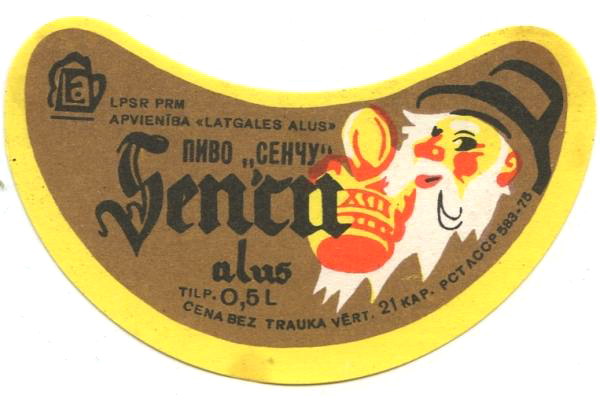 La
LPSR PRM
APVIENĪBA «LATGALES ALUS»
ПИВО „СЕНЧУ"
Senču
alus
TILP. 0,5 L
CENA BEZ TRAUKA VĒRT. 21 KAP. РСТ ЛССР 583-75